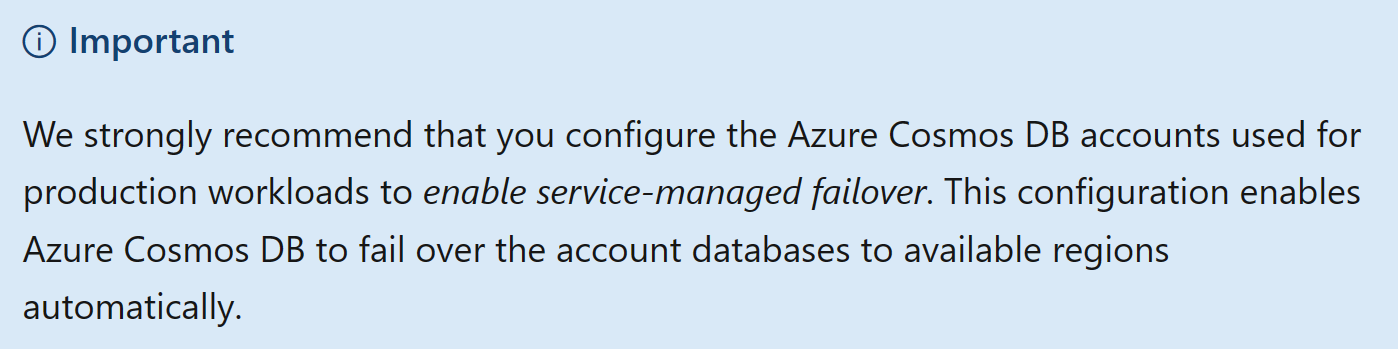 Important
We strongly recommend that you configure the Azure Cosmos DB accounts used for
production workloads to enable service-managed failover. This configuration enables
Azure Cosmos DB to fail over the account databases to available regions
automatically.